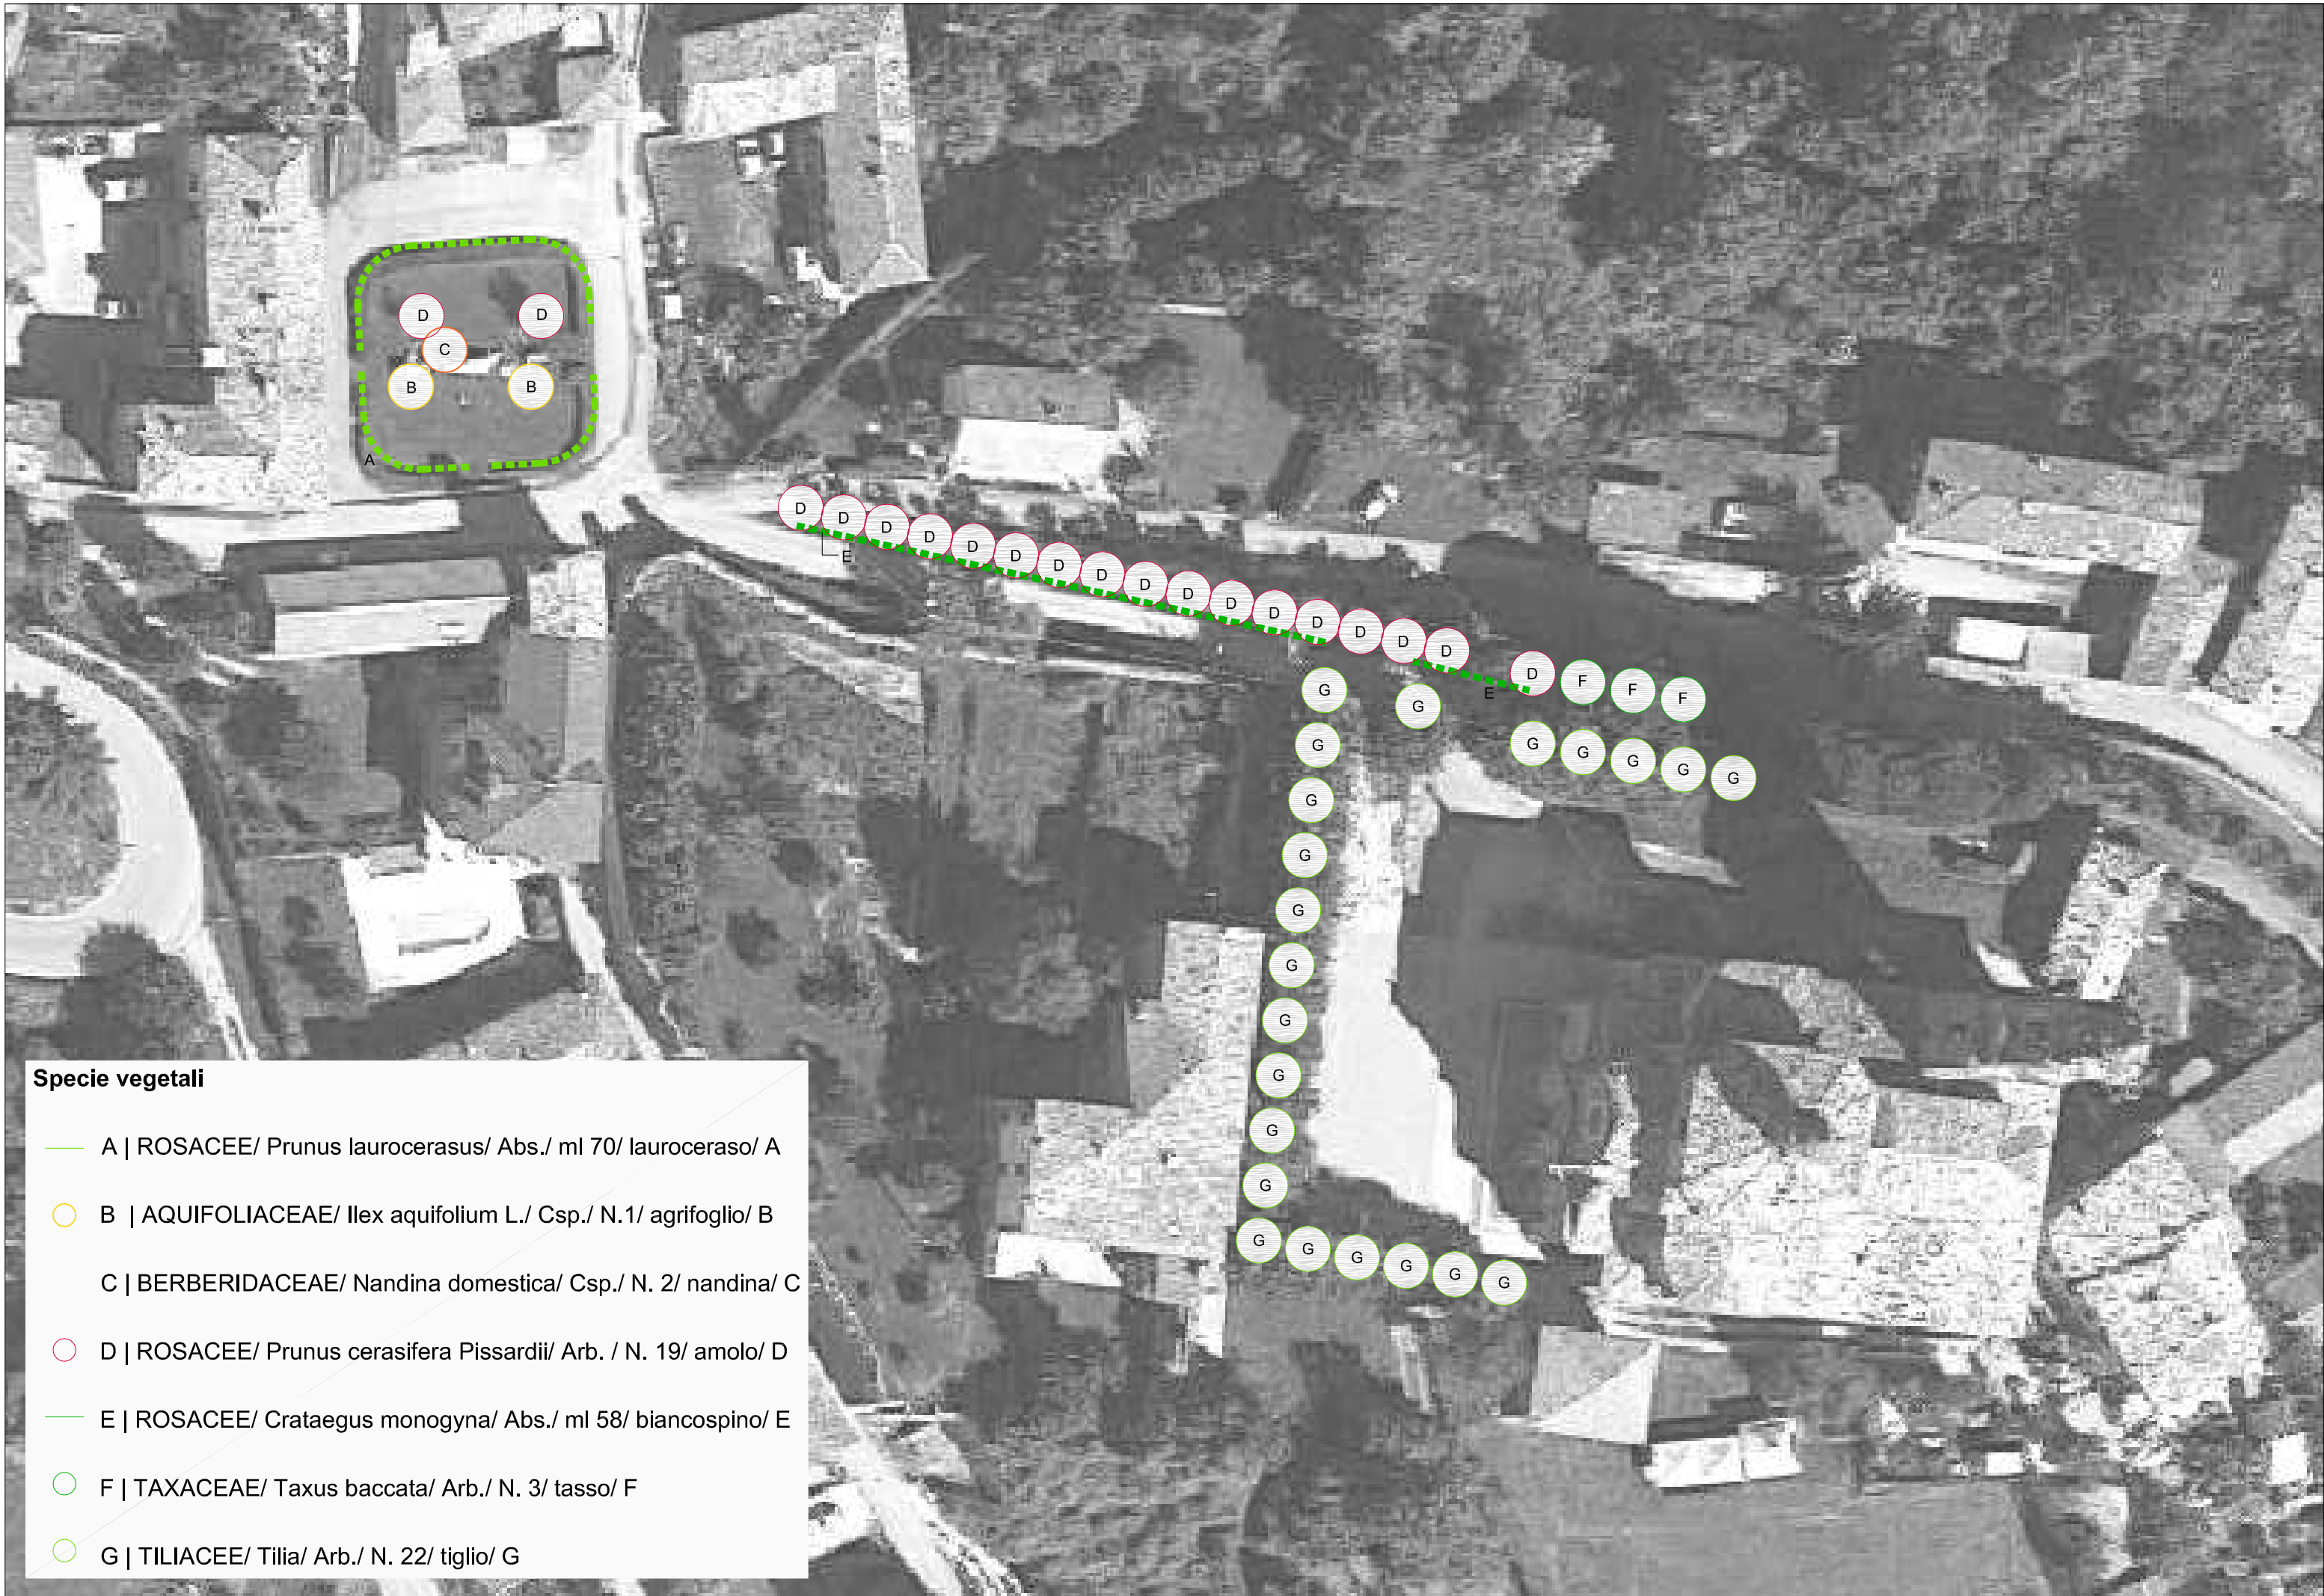 D D
C
B B
A
D D D D D D D D D D D D D D D D D F F F
E
E
G G
G G G G G G
G
G
G
G
G
G
G
G
G G G G G G
Specie vegetali
A | ROSACEE/ Prunus laurocerasus/ Abs./ ml 70/ lauroceraso/ A
B | AQUIFOLIACEAE/ Ilex aquifolium L./ Csp./ N.1/ agrifoglio/ B
C | BERBERIDACEAE/ Nandina domestica/ Csp./ N. 2/ nandina/ C
D | ROSACEE/ Prunus cerasifera Pissardii/ Arb. / N. 19/ amolo/ D
E | ROSACEE/ Crataegus monogyna/ Abs./ ml 58/ biancospino/ E
F | TAXACEAE/ Taxus baccata/ Arb./ N. 3/ tasso/ F
G | TILIACEE/ Tilia/ Arb./ N. 22/ tiglio/ G